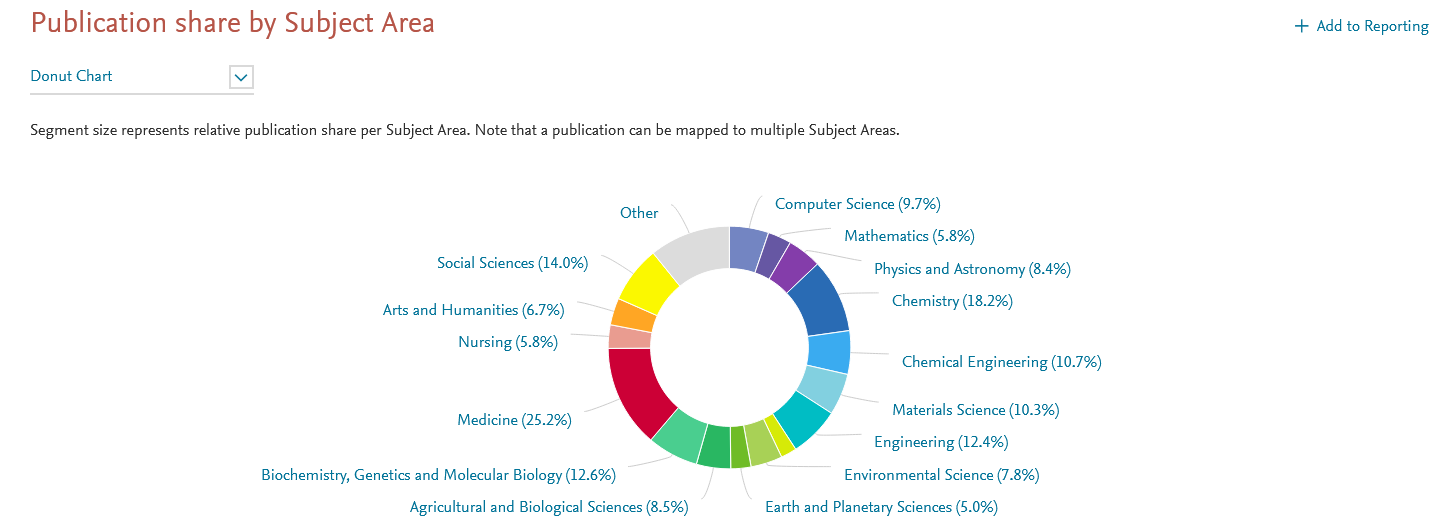 Publication share by Subject Area
+ Add to Reporting
Donut Chart
Segment size represents relative publication share per Subject Area. Note that a publication can be mapped to multiple Subject Areas.
Computer Science (9.7%)
Mathematics (5.8%)
Physics and Astronomy (8.4%)
Chemistry (18.2%)
Chemical Engineering (10.7%)
Materials Science (10.3%)
Engineering (12.4%)
Environmental Science (7.8%)
Earth and Planetary Sciences (5.0%)
Agricultural and Biological Sciences (8.5%)
Biochemistry, Genetics and Molecular Biology (12.6%)
Medicine (25.2%)
Nursing (5.8%)
Arts and Humanities (6.7%)
Social Sciences (14.0%)
Other